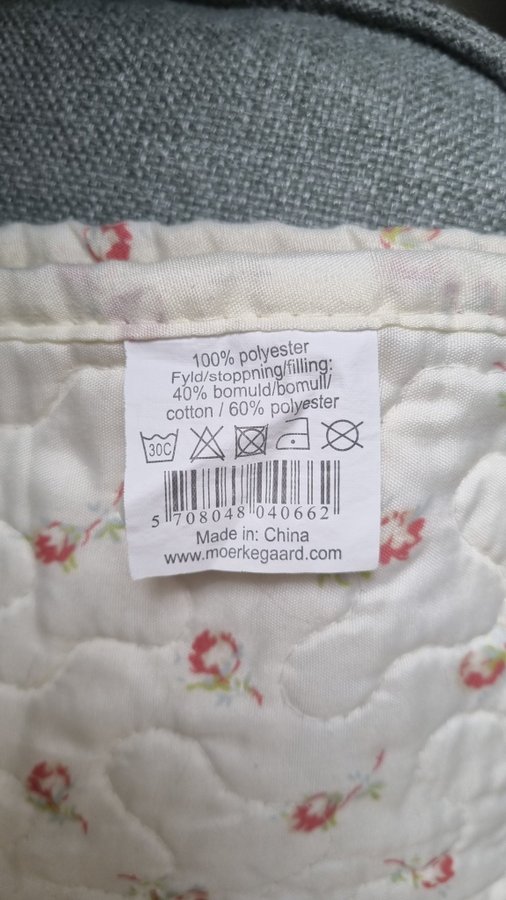 100% polyester
Fyld/stoppning/filling:
40% bomuld/bomull/
cotton / 60% polyester
30C
5 708048 040662
Made in: China
www.moerkegaard.com